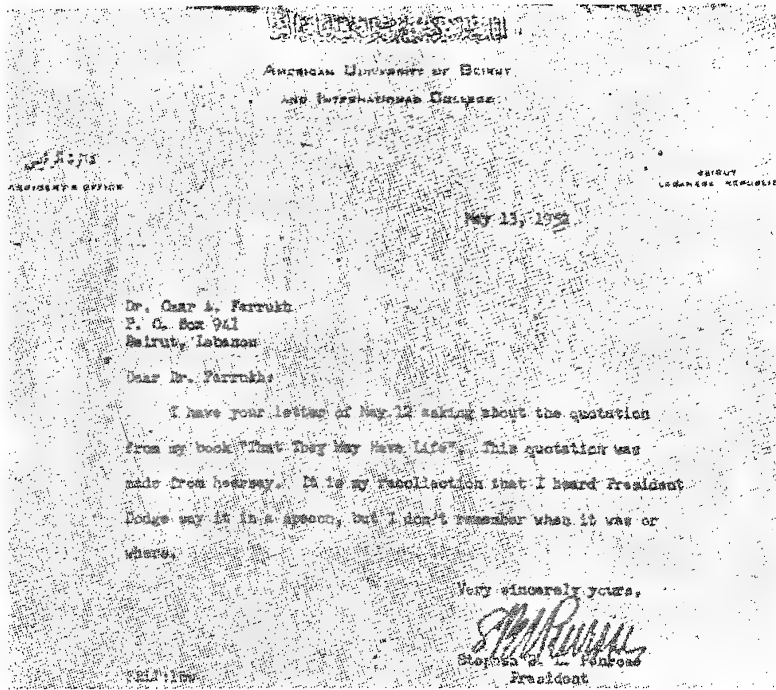 AMERICAN UNIVERSITY OF BEIRUT
AND INTERNATIONAL COLLEGE
PRESIDENT'S OFFICE
BEIRUT
LEBANESE REPUBLIC
May 13, 1952
Dr. Omar A. Farrukh
P. O. Box 941
Beirut, Lebanon
Dear Dr. Farrukh:
I have your letter of May 12 asking about the quotation
from my book "That They May Have Life". This quotation was
made from hearsay. It is my recollection that I heard President
Dodge say it in a speech, but I don't remember when it was or
where.
Very sincerely yours,
Stephen B. L. Penrose
President